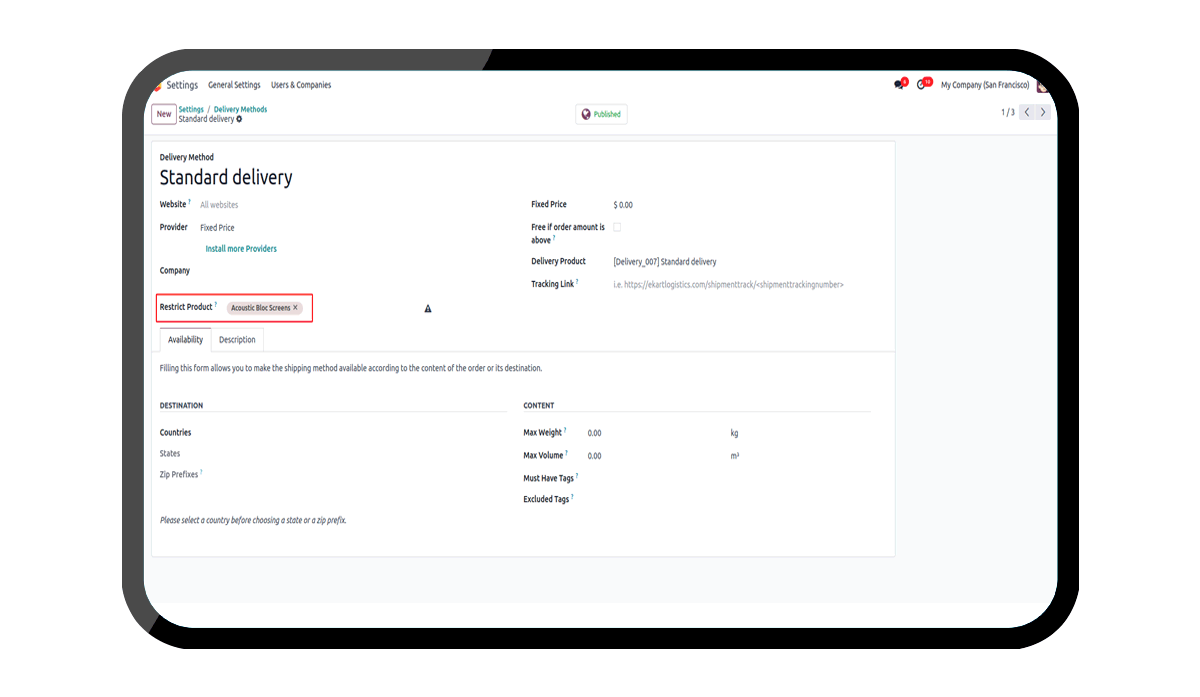 Settings General Settings Users & Companies 6 10 My Company (San Francisco)
New Settings / Delivery Methods
Standard delivery
Published
1 / 3
Delivery Method
Standard delivery
Website ? All websites
Provider Fixed Price
Install more Providers
Company
Restrict Product ? Acoustic Bloc Screens ×
Fixed Price $ 0.00
Free if order amount is
above ?
Delivery Product [Delivery_007] Standard delivery
Tracking Link ? i.e. https://ekartlogistics.com/shipmenttrack/<shipmenttrackingnumber>
Availability Description
Filling this form allows you to make the shipping method available according to the content of the order or its destination.
DESTINATION
Countries
States
Zip Prefixes ?
Please select a country before choosing a state or a zip prefix.
CONTENT
Max Weight ? 0.00 kg
Max Volume ? 0.00 m³
Must Have Tags ?
Excluded Tags ?